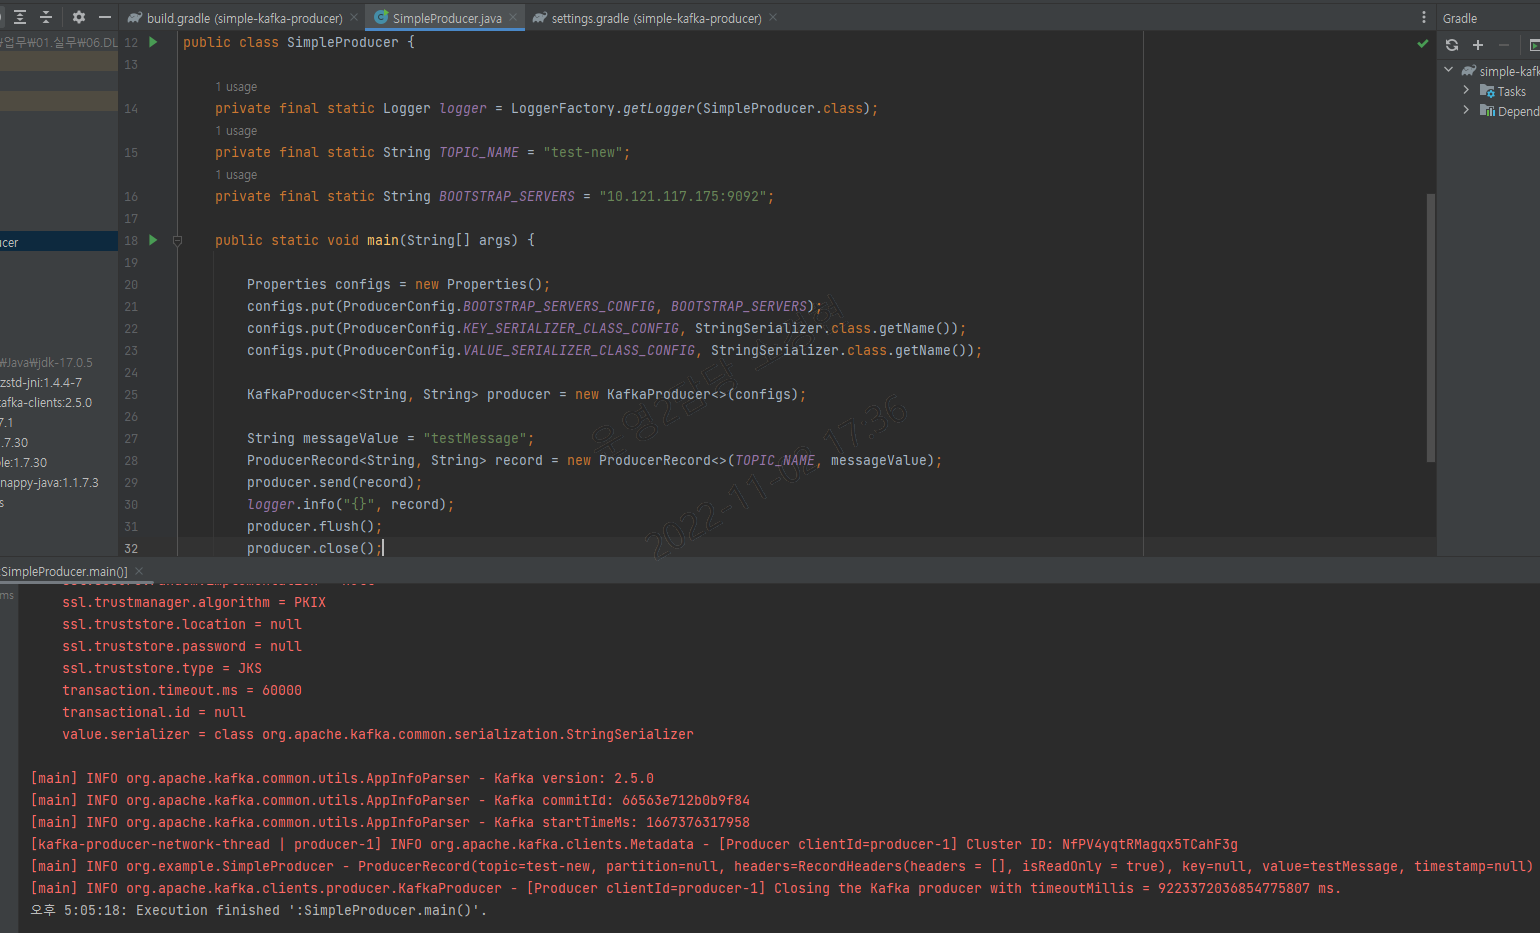 build.gradle (simple-kafka-producer)
SimpleProducer.java
settings.gradle (simple-kafka-producer)
Gradle
₩업무₩01.실무₩06.DL
12 public class SimpleProducer {
13
1 usage
14 private final static Logger logger = LoggerFactory.getLogger(SimpleProducer.class);
1 usage
15 private final static String TOPIC_NAME = "test-new";
1 usage
16 private final static String BOOTSTRAP_SERVERS = "10.121.117.175:9092";
17
18 public static void main(String[] args) {
19
20 Properties configs = new Properties();
21 configs.put(ProducerConfig.BOOTSTRAP_SERVERS_CONFIG, BOOTSTRAP_SERVERS);
22 configs.put(ProducerConfig.KEY_SERIALIZER_CLASS_CONFIG, StringSerializer.class.getName());
23 configs.put(ProducerConfig.VALUE_SERIALIZER_CLASS_CONFIG, StringSerializer.class.getName());
24
25 KafkaProducer<String, String> producer = new KafkaProducer<>(configs);
26
27 String messageValue = "testMessage";
28 ProducerRecord<String, String> record = new ProducerRecord<>(TOPIC_NAME, messageValue);
29 producer.send(record);
30 logger.info("{}", record);
31 producer.flush();
32 producer.close();
ucer
₩Java₩jdk-17.0.5
zstd-jni:1.4.4-7
afka-clients:2.5.0
7.1
.7.30
le:1.7.30
nappy-java:1.1.7.3
s
simple-kafk
Tasks
Depend
2022-11-02 17:36
SimpleProducer.main()]
ms
ssl.trustmanager.algorithm = PKIX
ssl.truststore.location = null
ssl.truststore.password = null
ssl.truststore.type = JKS
transaction.timeout.ms = 60000
transactional.id = null
value.serializer = class org.apache.kafka.common.serialization.StringSerializer
[main] INFO org.apache.kafka.common.utils.AppInfoParser - Kafka version: 2.5.0
[main] INFO org.apache.kafka.common.utils.AppInfoParser - Kafka commitId: 66563e712b0b9f84
[main] INFO org.apache.kafka.common.utils.AppInfoParser - Kafka startTimeMs: 1667376317958
[kafka-producer-network-thread | producer-1] INFO org.apache.kafka.clients.Metadata - [Producer clientId=producer-1] Cluster ID: NfPV4yqtRMagqx5TCahF3g
[main] INFO org.example.SimpleProducer - ProducerRecord(topic=test-new, partition=null, headers=RecordHeaders(headers = [], isReadOnly = true), key=null, value=testMessage, timestamp=null)
[main] INFO org.apache.kafka.clients.producer.KafkaProducer - [Producer clientId=producer-1] Closing the Kafka producer with timeoutMillis = 9223372036854775807 ms.
오후 5:05:18: Execution finished ':SimpleProducer.main()'.